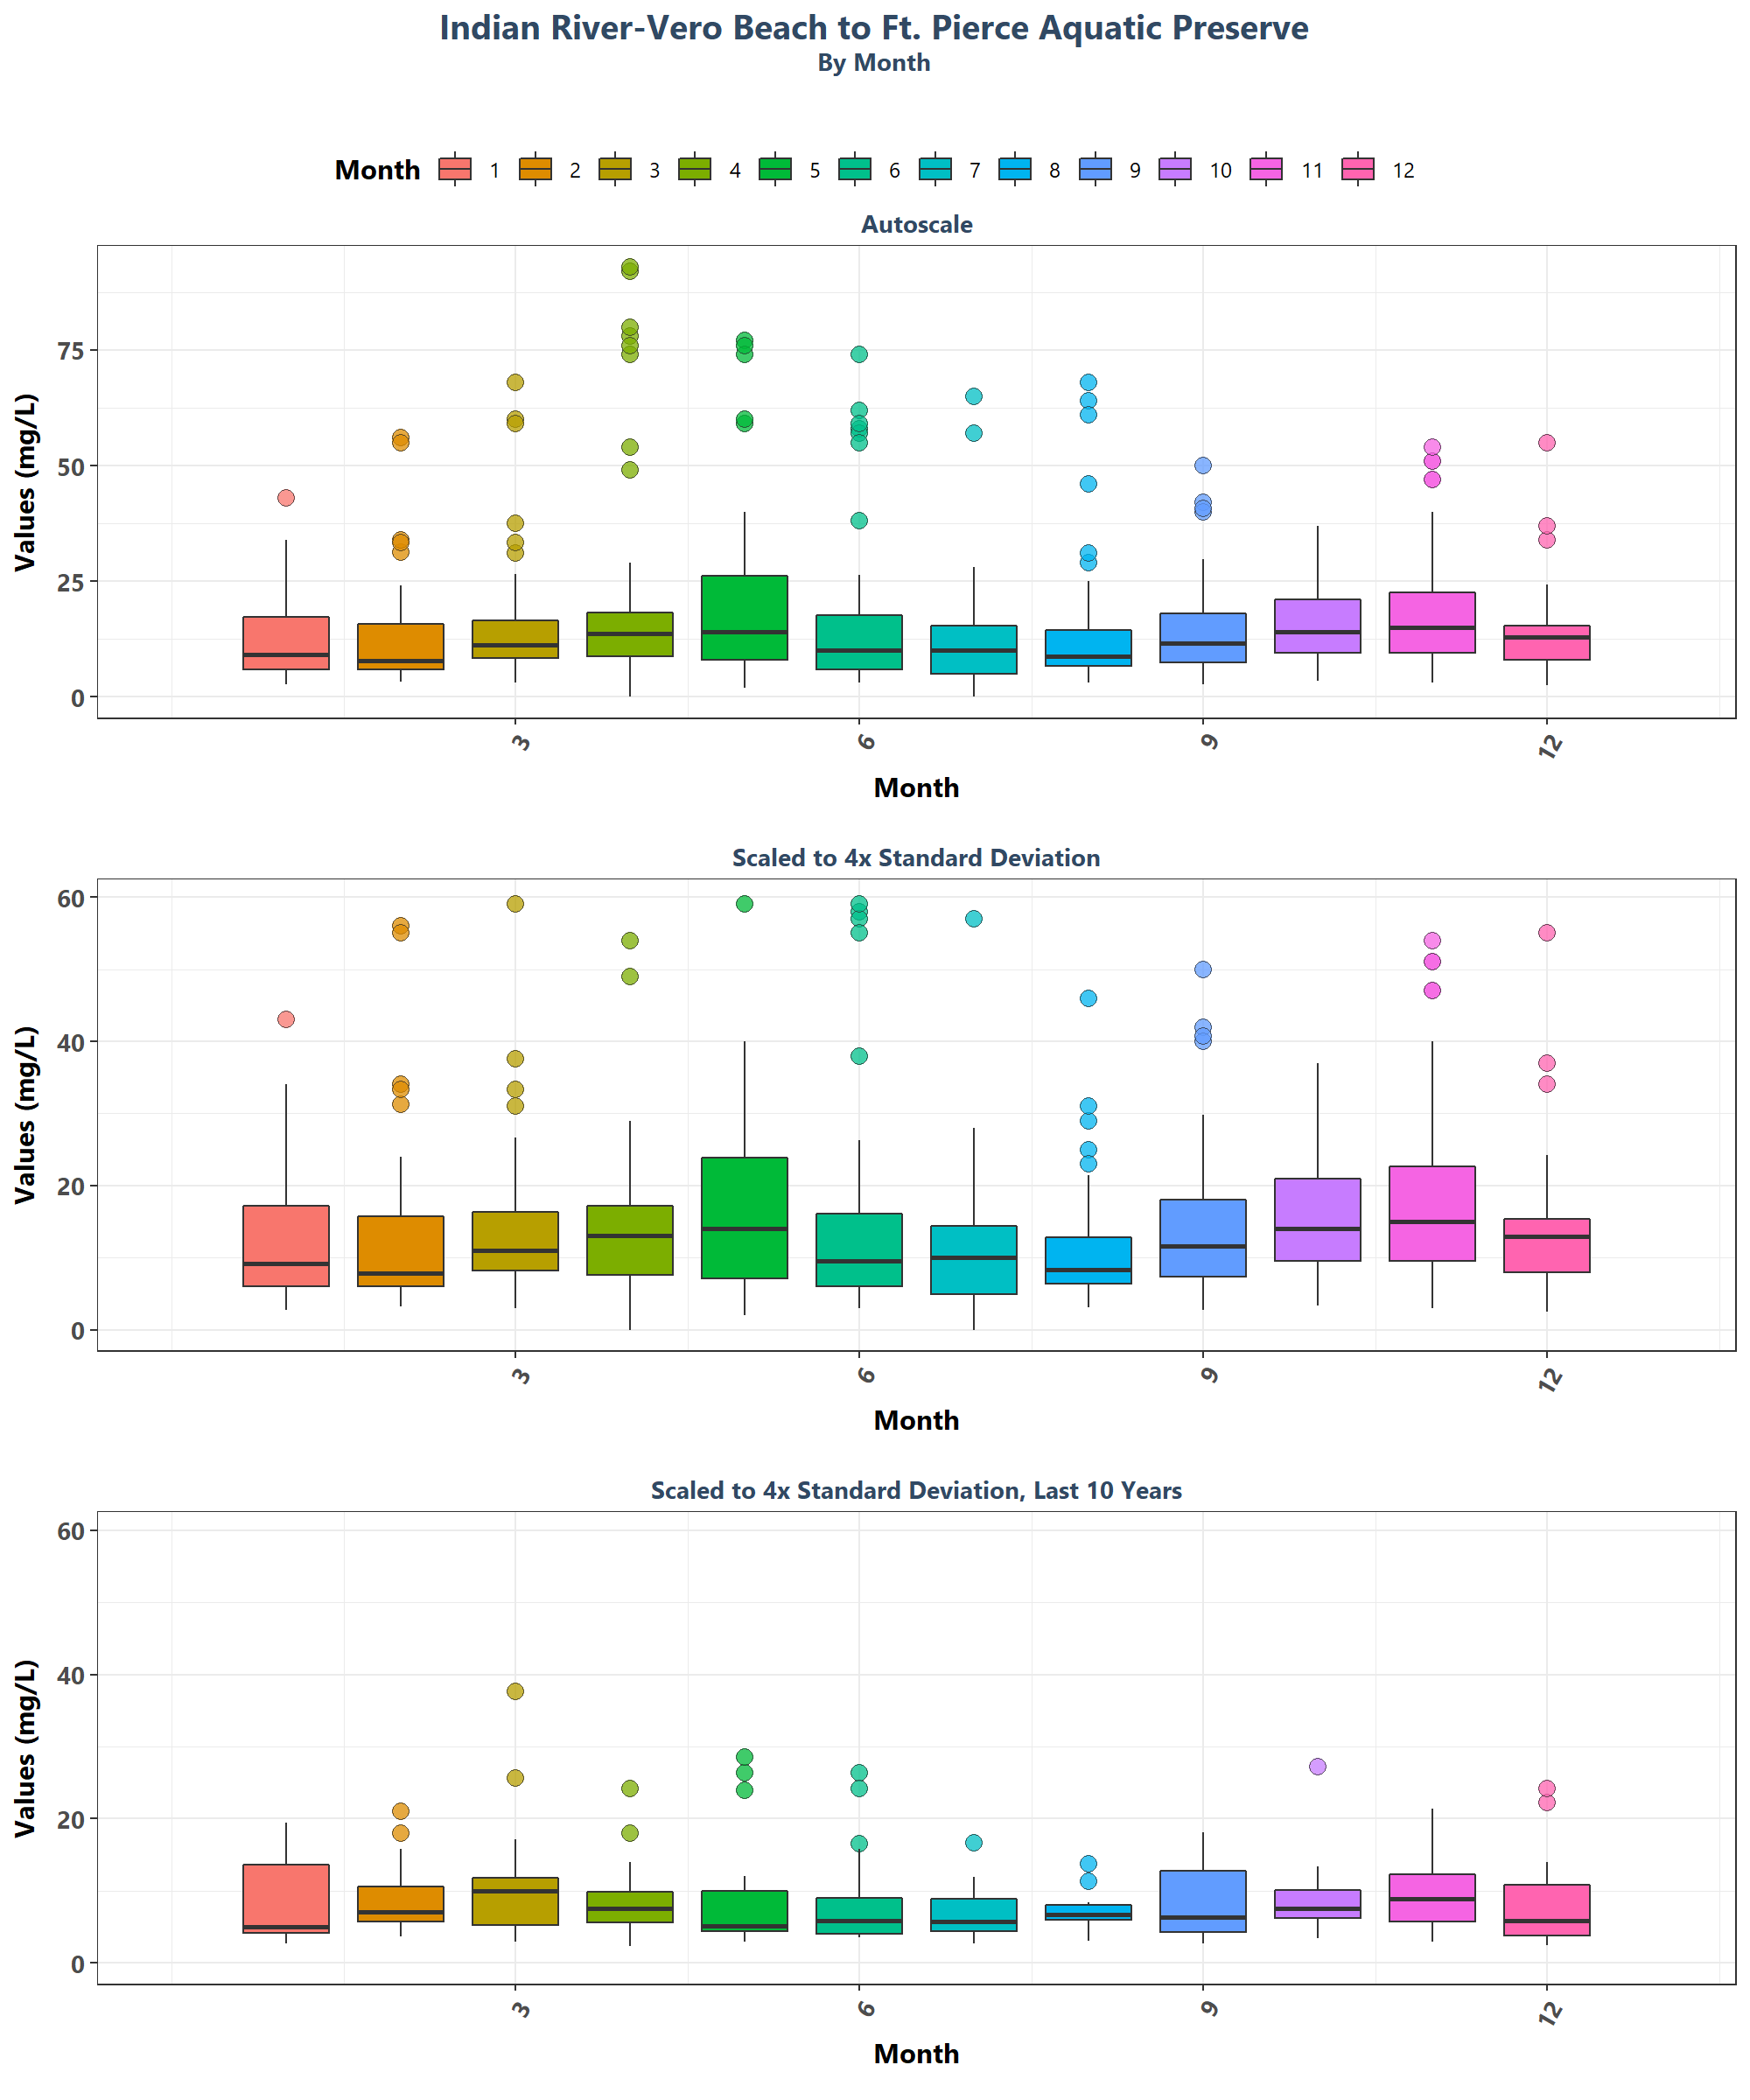 Indian River-Vero Beach to Ft. Pierce Aquatic Preserve
By Month
Month 1 2 3 4 5 6 7 8 9 10 11 12
Autoscale
Values (mg/L)
75
50
25
0
3 6 9 12
Month
Scaled to 4x Standard Deviation
Values (mg/L)
60
40
20
0
3 6 9 12
Month
Scaled to 4x Standard Deviation, Last 10 Years
Values (mg/L)
60
40
20
0
3 6 9 12
Month